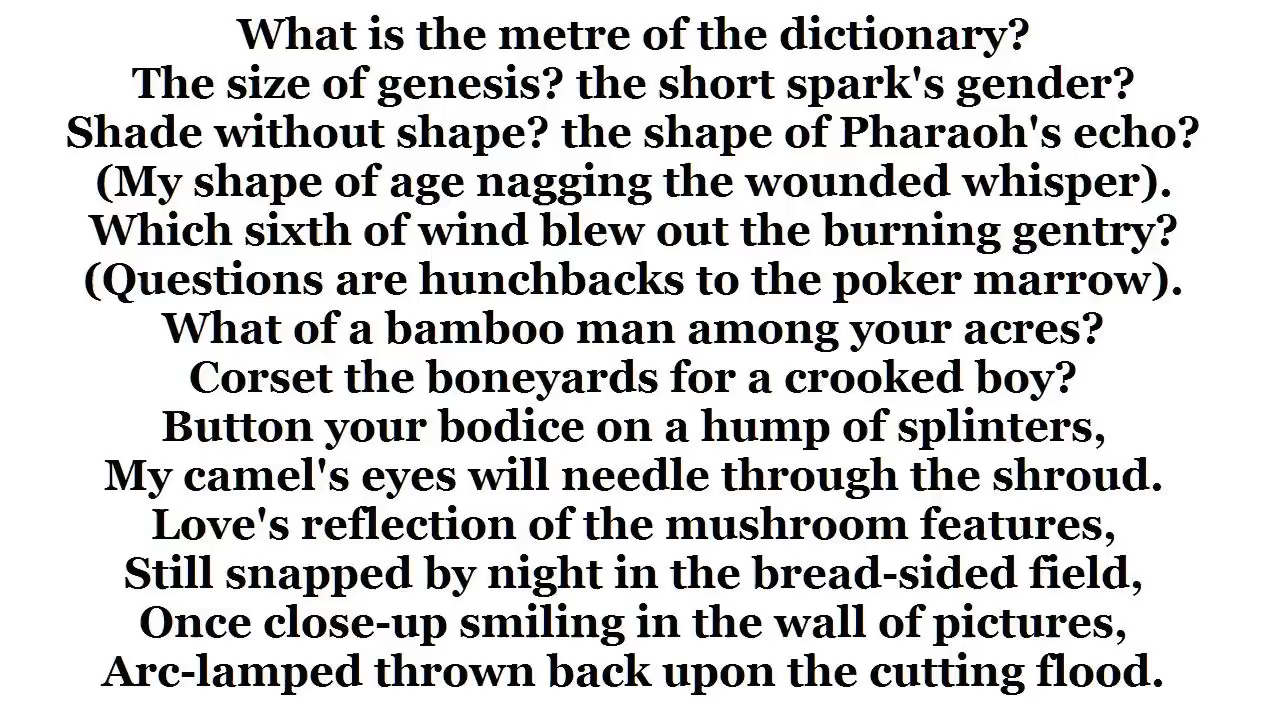 What is the metre of the dictionary?
The size of genesis? the short spark's gender?
Shade without shape? the shape of Pharaoh's echo?
(My shape of age nagging the wounded whisper).
Which sixth of wind blew out the burning gentry?
(Questions are hunchbacks to the poker marrow).
What of a bamboo man among your acres?
Corset the boneyards for a crooked boy?
Button your bodice on a hump of splinters,
My camel's eyes will needle through the shroud.
Love's reflection of the mushroom features,
Still snapped by night in the bread-sided field,
Once close-up smiling in the wall of pictures,
Arc-lamped thrown back upon the cutting flood.